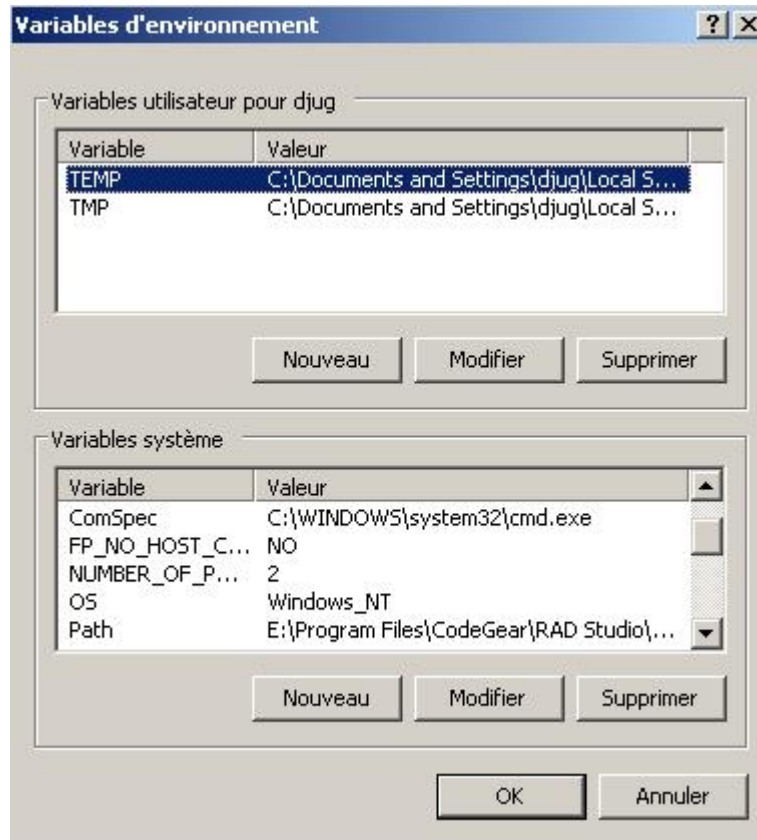 Variables d'environnement
Variables utilisateur pour djug
Variable Valeur
TEMP C:\Documents and Settings\djug\Local S...
TMP C:\Documents and Settings\djug\Local S...
Nouveau Modifier Supprimer
Variables système
Variable Valeur
ComSpec C:\WINDOWS\system32\cmd.exe
FP_NO_HOST_C... NO
NUMBER_OF_P... 2
OS Windows_NT
Path E:\Program Files\CodeGear\RAD Studio\...
Nouveau Modifier Supprimer
OK Annuler